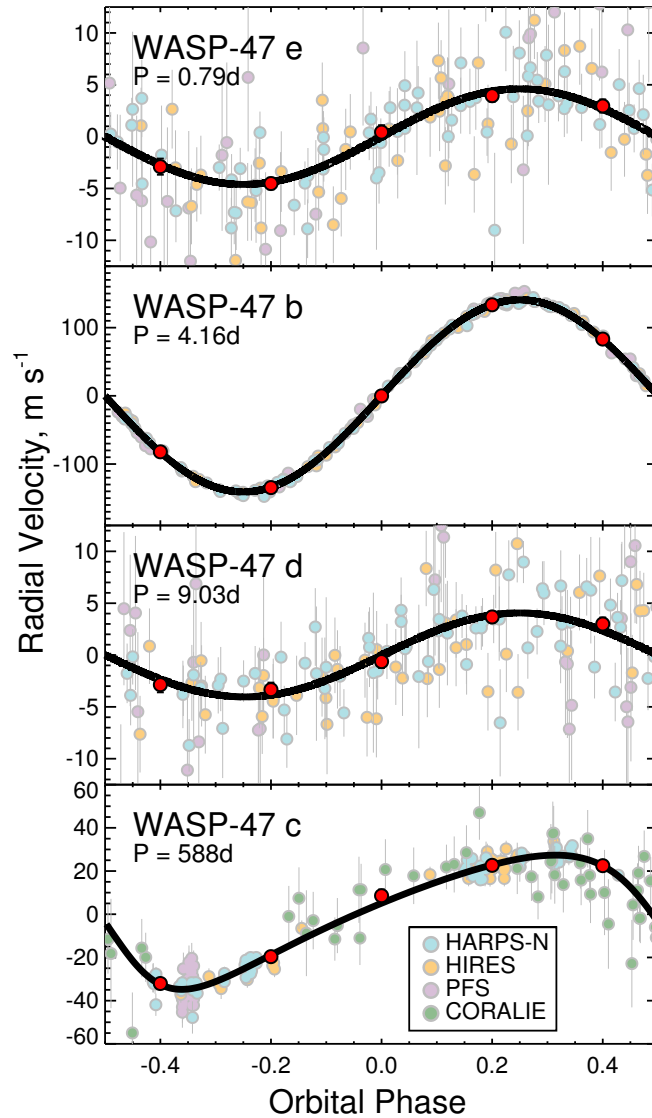 WASP-47 e
P = 0.79d
10
5
0
-5
-10
WASP-47 b
P = 4.16d
100
0
-100
WASP-47 d
P = 9.03d
10
5
0
-5
-10
WASP-47 c
P = 588d
60
40
20
0
-20
-40
-60
HARPS-N
HIRES
PFS
CORALIE
-0.4 -0.2 0.0 0.2 0.4
Orbital Phase
Radial Velocity, m s⁻¹